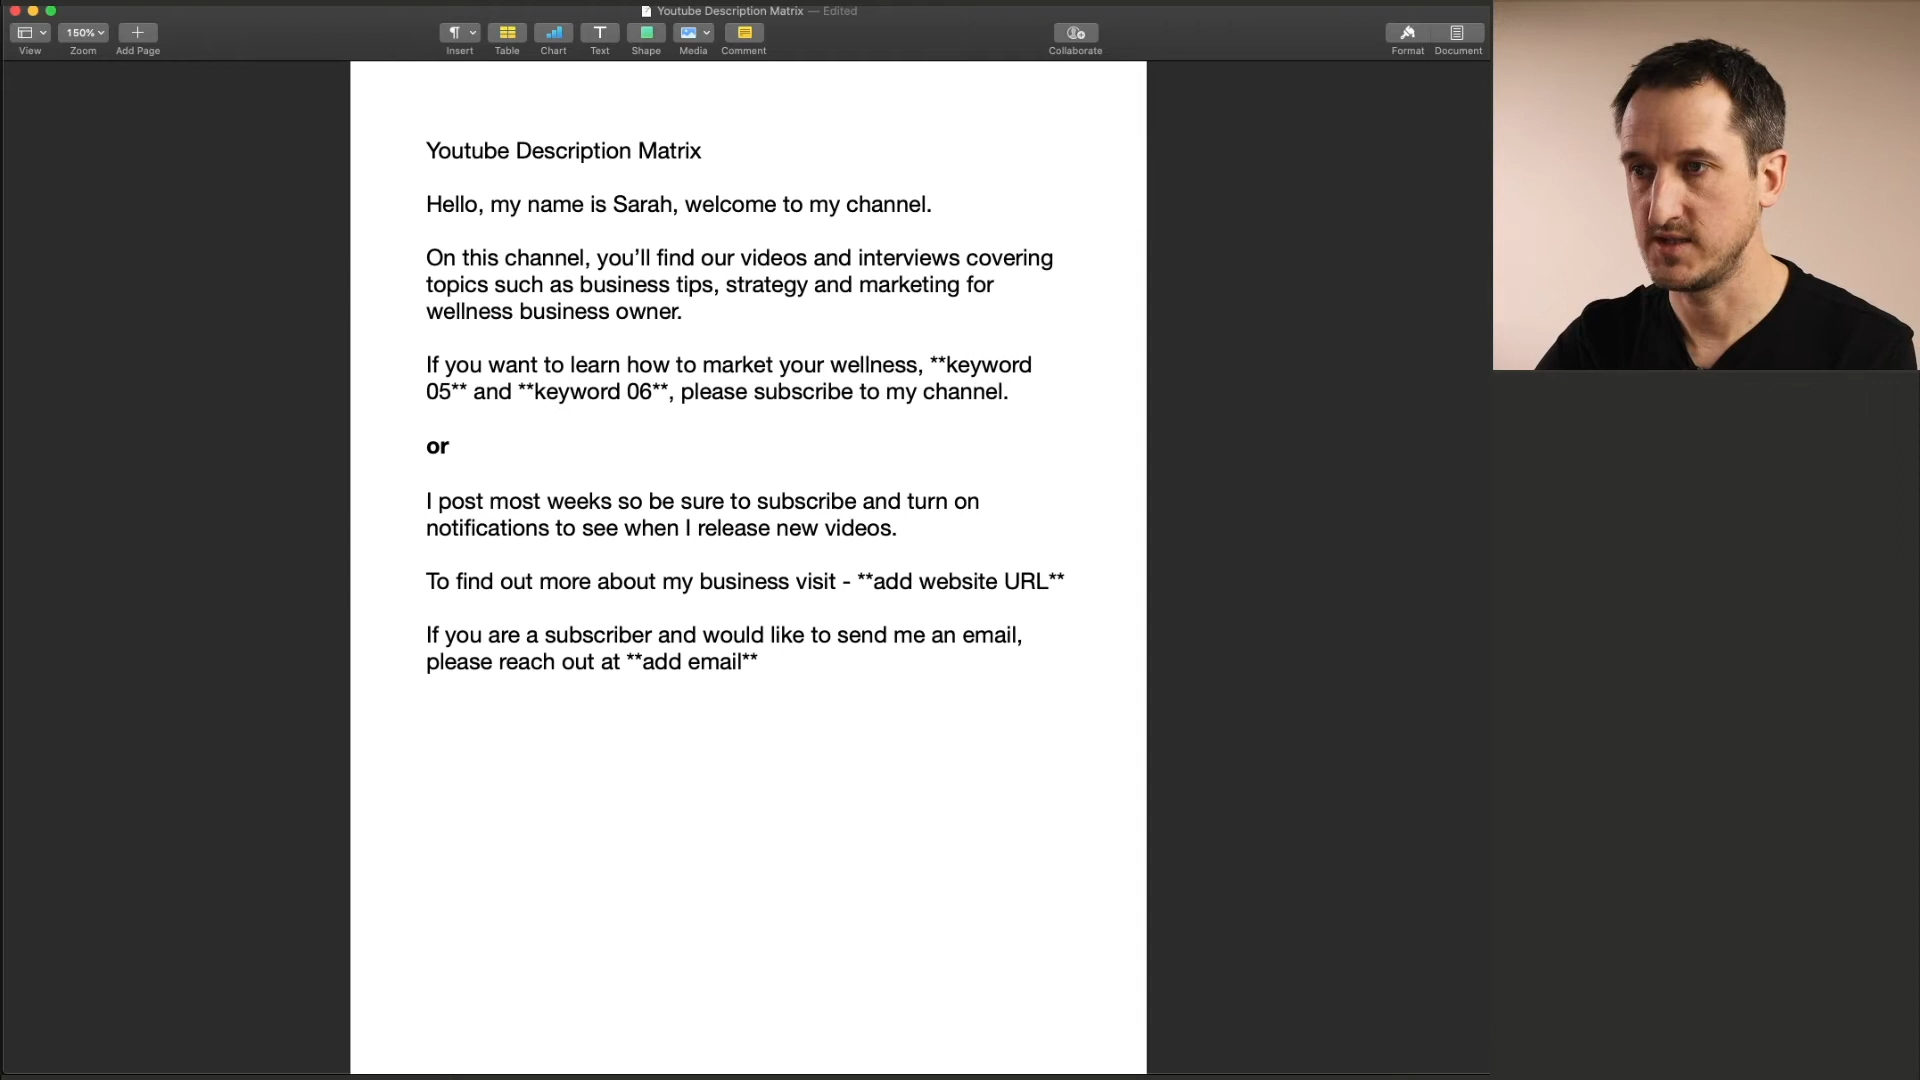 Youtube Description Matrix — Edited
150%
View
Zoom
Add Page
Insert
Table
Chart
Text
Shape
Media
Comment
Collaborate
Format
Document
Youtube Description Matrix
Hello, my name is Sarah, welcome to my channel.
On this channel, you’ll find our videos and interviews covering
topics such as business tips, strategy and marketing for
wellness business owner.
If you want to learn how to market your wellness, **keyword
05** and **keyword 06**, please subscribe to my channel.
or
I post most weeks so be sure to subscribe and turn on
notifications to see when I release new videos.
To find out more about my business visit - **add website URL**
If you are a subscriber and would like to send me an email,
please reach out at **add email**